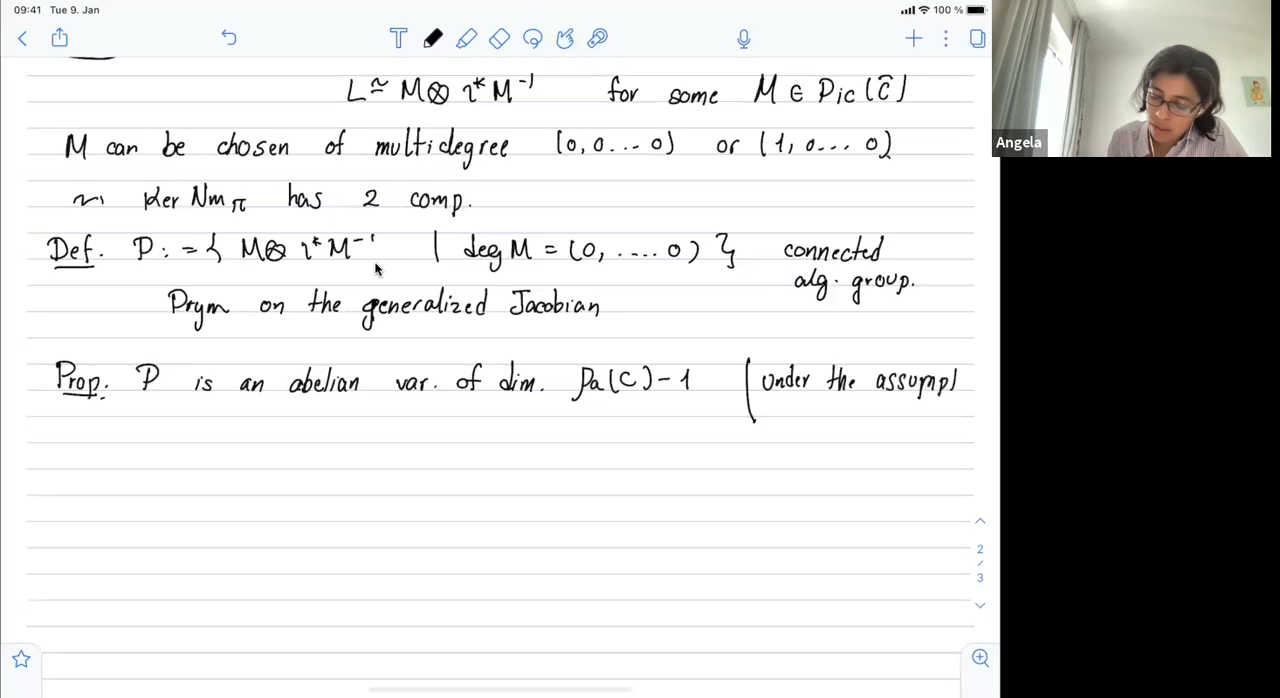 09:41 Tue 9. Jan
100 %
L ≃ M ⊗ τ* M⁻¹ for some M ∈ Pic(C̃)
M can be chosen of multidegree (0,0...0) or (1,0...0)
⇝ Ker Nm_π has 2 comp.
Def. P := { M ⊗ τ* M⁻¹ | deg M = (0, .... 0) } connected
alg. group.
Prym on the generalized Jacobian
Prop. P is an abelian var. of dim. Pa(C) - 1 (under the assumpt
2
/
3
Angela